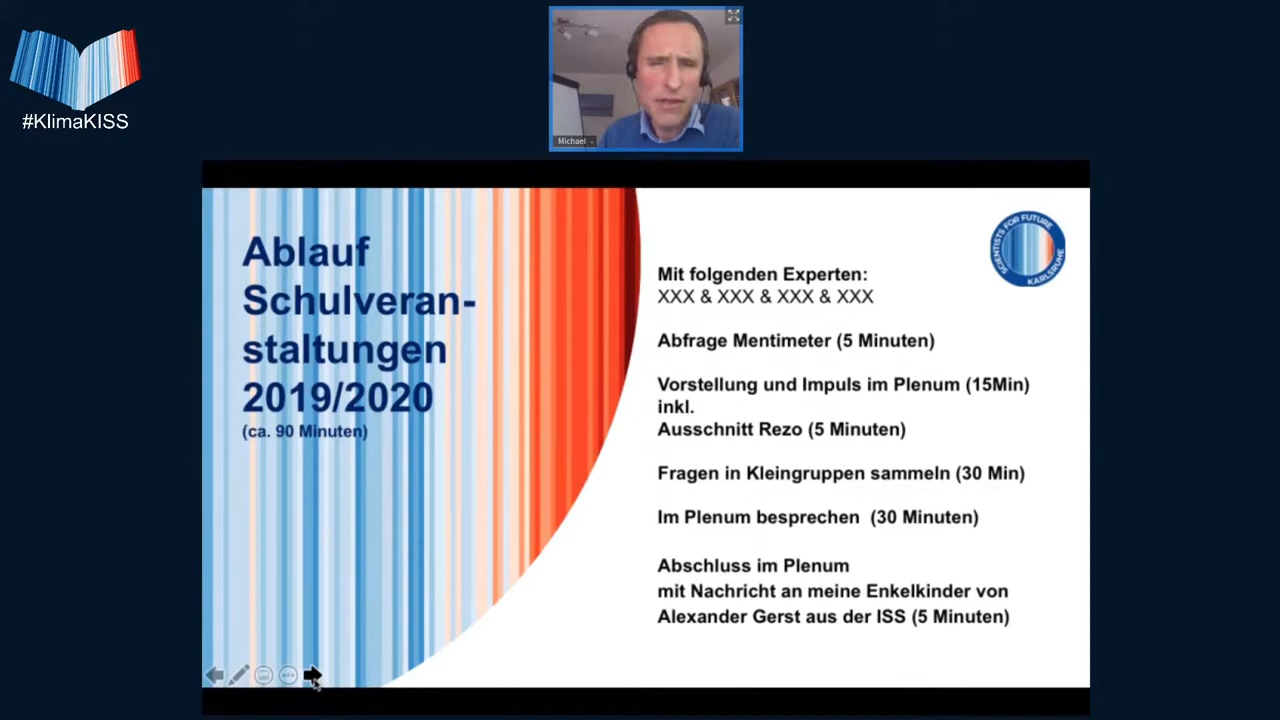 #KlimaKISS
Michael
Ablauf
Schulveran-
staltungen
2019/2020
(ca. 90 Minuten)
SCIENTISTS FOR FUTURE
KARLSRUHE
Mit folgenden Experten:
XXX & XXX & XXX & XXX
Abfrage Mentimeter (5 Minuten)
Vorstellung und Impuls im Plenum (15Min)
inkl.
Ausschnitt Rezo (5 Minuten)
Fragen in Kleingruppen sammeln (30 Min)
Im Plenum besprechen (30 Minuten)
Abschluss im Plenum
mit Nachricht an meine Enkelkinder von
Alexander Gerst aus der ISS (5 Minuten)